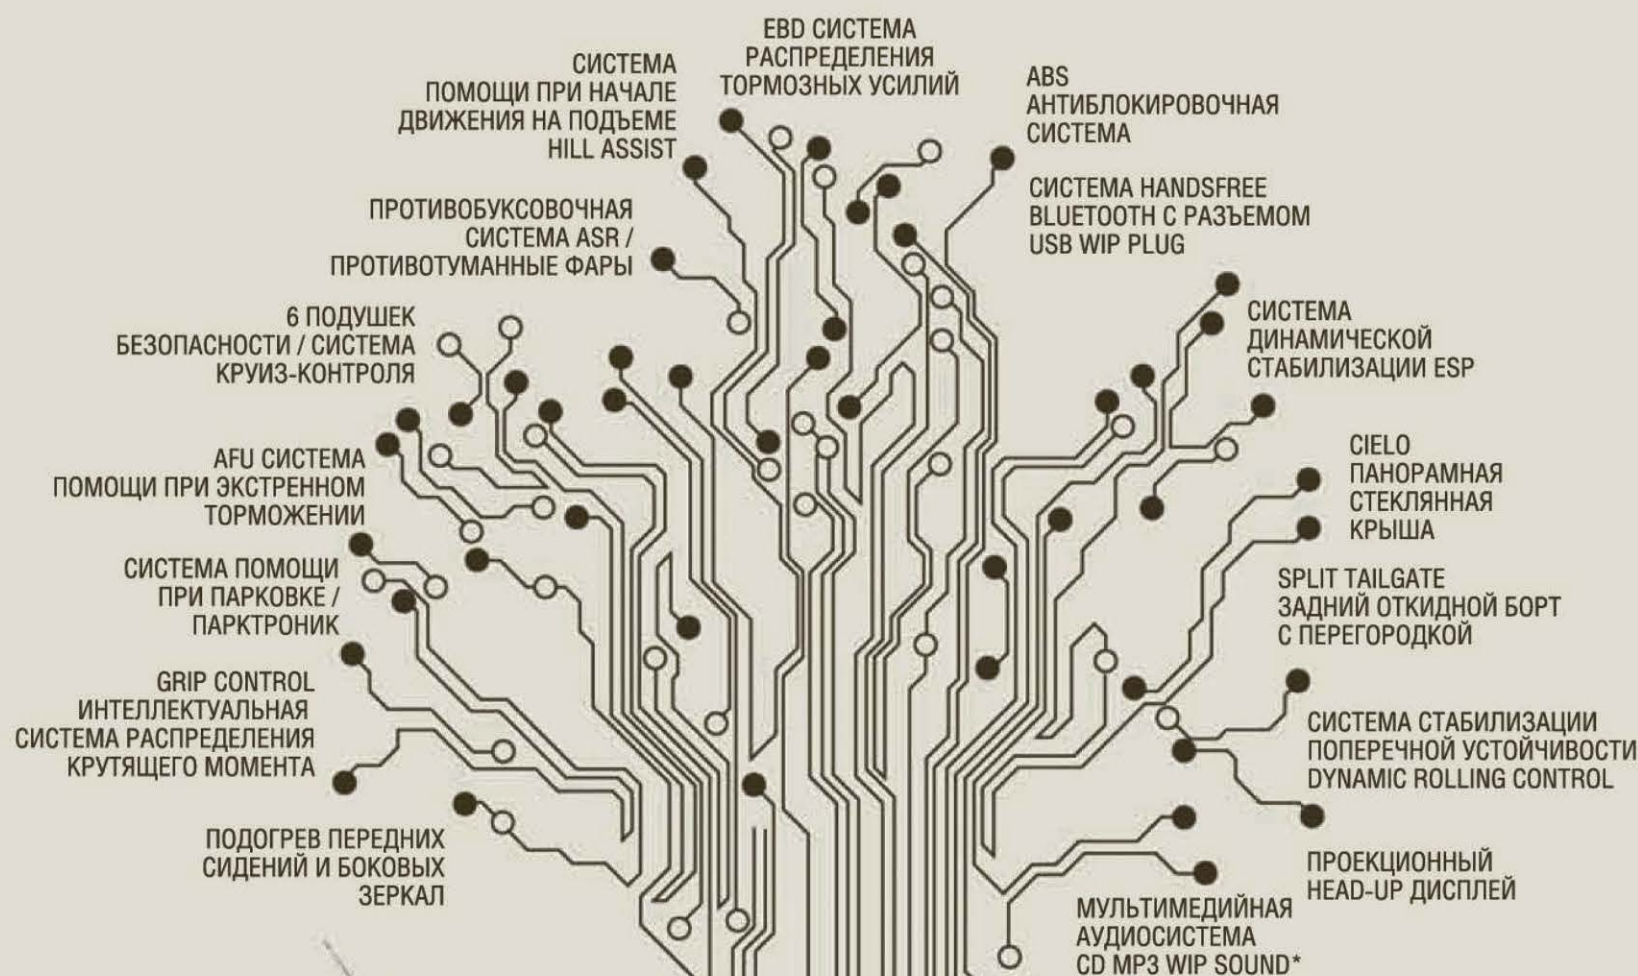 EBD СИСТЕМА
РАСПРЕДЕЛЕНИЯ
ТОРМОЗНЫХ УСИЛИЙ
СИСТЕМА
ПОМОЩИ ПРИ НАЧАЛЕ
ДВИЖЕНИЯ НА ПОДЪЕМЕ
HILL ASSIST
ABS
АНТИБЛОКИРОВОЧНАЯ
СИСТЕМА
ПРОТИВОБУКСОВОЧНАЯ
СИСТЕМА ASR /
ПРОТИВОТУМАННЫЕ ФАРЫ
СИСТЕМА HANDSFREE
BLUETOOTH С РАЗЪЕМОМ
USB WIP PLUG
6 ПОДУШЕК
БЕЗОПАСНОСТИ / СИСТЕМА
КРУИЗ-КОНТРОЛЯ
СИСТЕМА
ДИНАМИЧЕСКОЙ
СТАБИЛИЗАЦИИ ESP
AFU СИСТЕМА
ПОМОЩИ ПРИ ЭКСТРЕННОМ
ТОРМОЖЕНИИ
CIELO
ПАНОРАМНАЯ
СТЕКЛЯННАЯ
КРЫША
СИСТЕМА ПОМОЩИ
ПРИ ПАРКОВКЕ /
ПАРКТРОНИК
SPLIT TAILGATE
ЗАДНИЙ ОТКИДНОЙ БОРТ
С ПЕРЕГОРОДКОЙ
GRIP CONTROL
ИНТЕЛЛЕКТУАЛЬНАЯ
СИСТЕМА РАСПРЕДЕЛЕНИЯ
КРУТЯЩЕГО МОМЕНТА
СИСТЕМА СТАБИЛИЗАЦИИ
ПОПЕРЕЧНОЙ УСТОЙЧИВОСТИ
DYNAMIC ROLLING CONTROL
ПОДОГРЕВ ПЕРЕДНИХ
СИДЕНИЙ И БОКОВЫХ
ЗЕРКАЛ
ПРОЕКЦИОННЫЙ
HEAD-UP ДИСПЛЕЙ
МУЛЬТИМЕДИЙНАЯ
АУДИОСИСТЕМА
CD MP3 WIP SOUND*